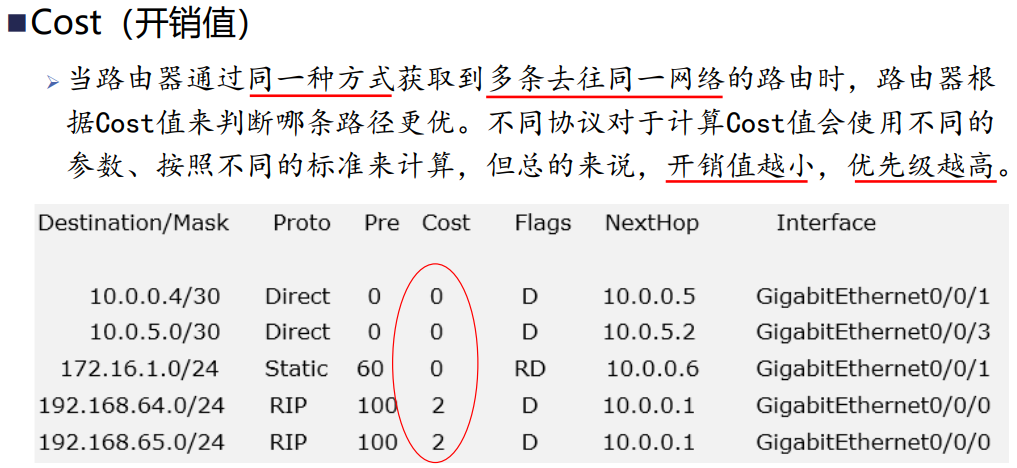 ■Cost（开销值）
➢当路由器通过同一种方式获取到多条去往同一网络的路由时，路由器根
据Cost值来判断哪条路径更优。不同协议对于计算Cost值会使用不同的
参数、按照不同的标准来计算，但总的来说，开销值越小，优先级越高。
Destination/Mask Proto Pre Cost Flags NextHop Interface
10.0.0.4/30 Direct 0 0 D 10.0.0.5 GigabitEthernet0/0/1
10.0.5.0/30 Direct 0 0 D 10.0.5.2 GigabitEthernet0/0/3
172.16.1.0/24 Static 60 0 RD 10.0.0.6 GigabitEthernet0/0/1
192.168.64.0/24 RIP 100 2 D 10.0.0.1 GigabitEthernet0/0/0
192.168.65.0/24 RIP 100 2 D 10.0.0.1 GigabitEthernet0/0/0